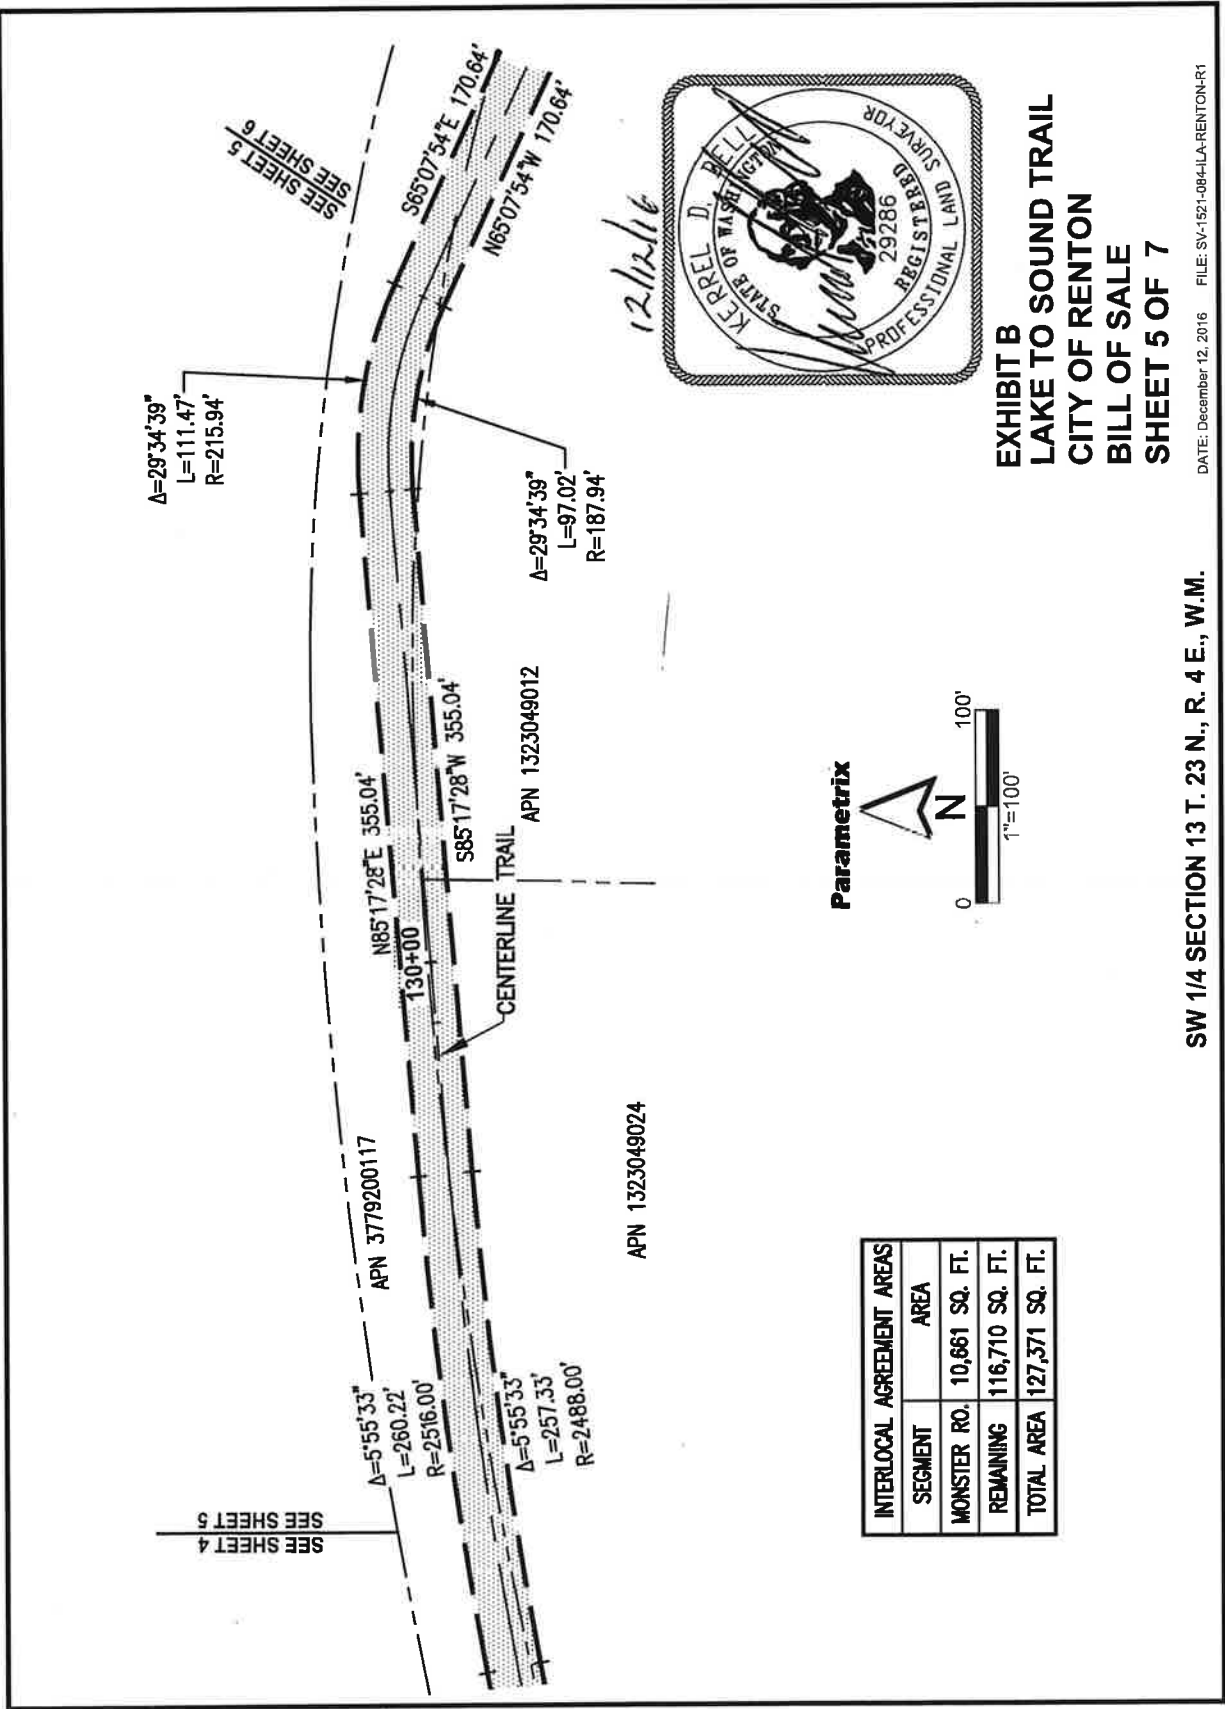 SEE SHEET 4
SEE SHEET 5
Δ=5°55'33"
L=260.22'
R=2516.00'
Δ=5°55'33"
L=257.33'
R=2488.00'
APN 3779200117
APN 1323049024
N85°17'28"E 355.04'
130+00
S85°17'28"W 355.04'
CENTERLINE TRAIL
APN 1323049012
Δ=29°34'39"
L=111.47'
R=215.94'
Δ=29°34'39"
L=97.02'
R=187.94'
SEE SHEET 5
SEE SHEET 6
S65°07'54"E 170.64'
N65°07'54"W 170.64'
12/12/16
KERREL D. BELL
STATE OF WASHINGTON
29286
REGISTERED
PROFESSIONAL LAND SURVEYOR
INTERLOCAL AGREEMENT AREAS
SEGMENT AREA
MONSTER RD. 10,661 SQ. FT.
REMAINING 116,710 SQ. FT.
TOTAL AREA 127,371 SQ. FT.
Parametrix
N
0 100'
1"=100'
EXHIBIT B
LAKE TO SOUND TRAIL
CITY OF RENTON
BILL OF SALE
SHEET 5 OF 7
SW 1/4 SECTION 13 T. 23 N., R. 4 E., W.M.
DATE: December 12, 2016 FILE: SV-1521-084-ILA-RENTON-R1